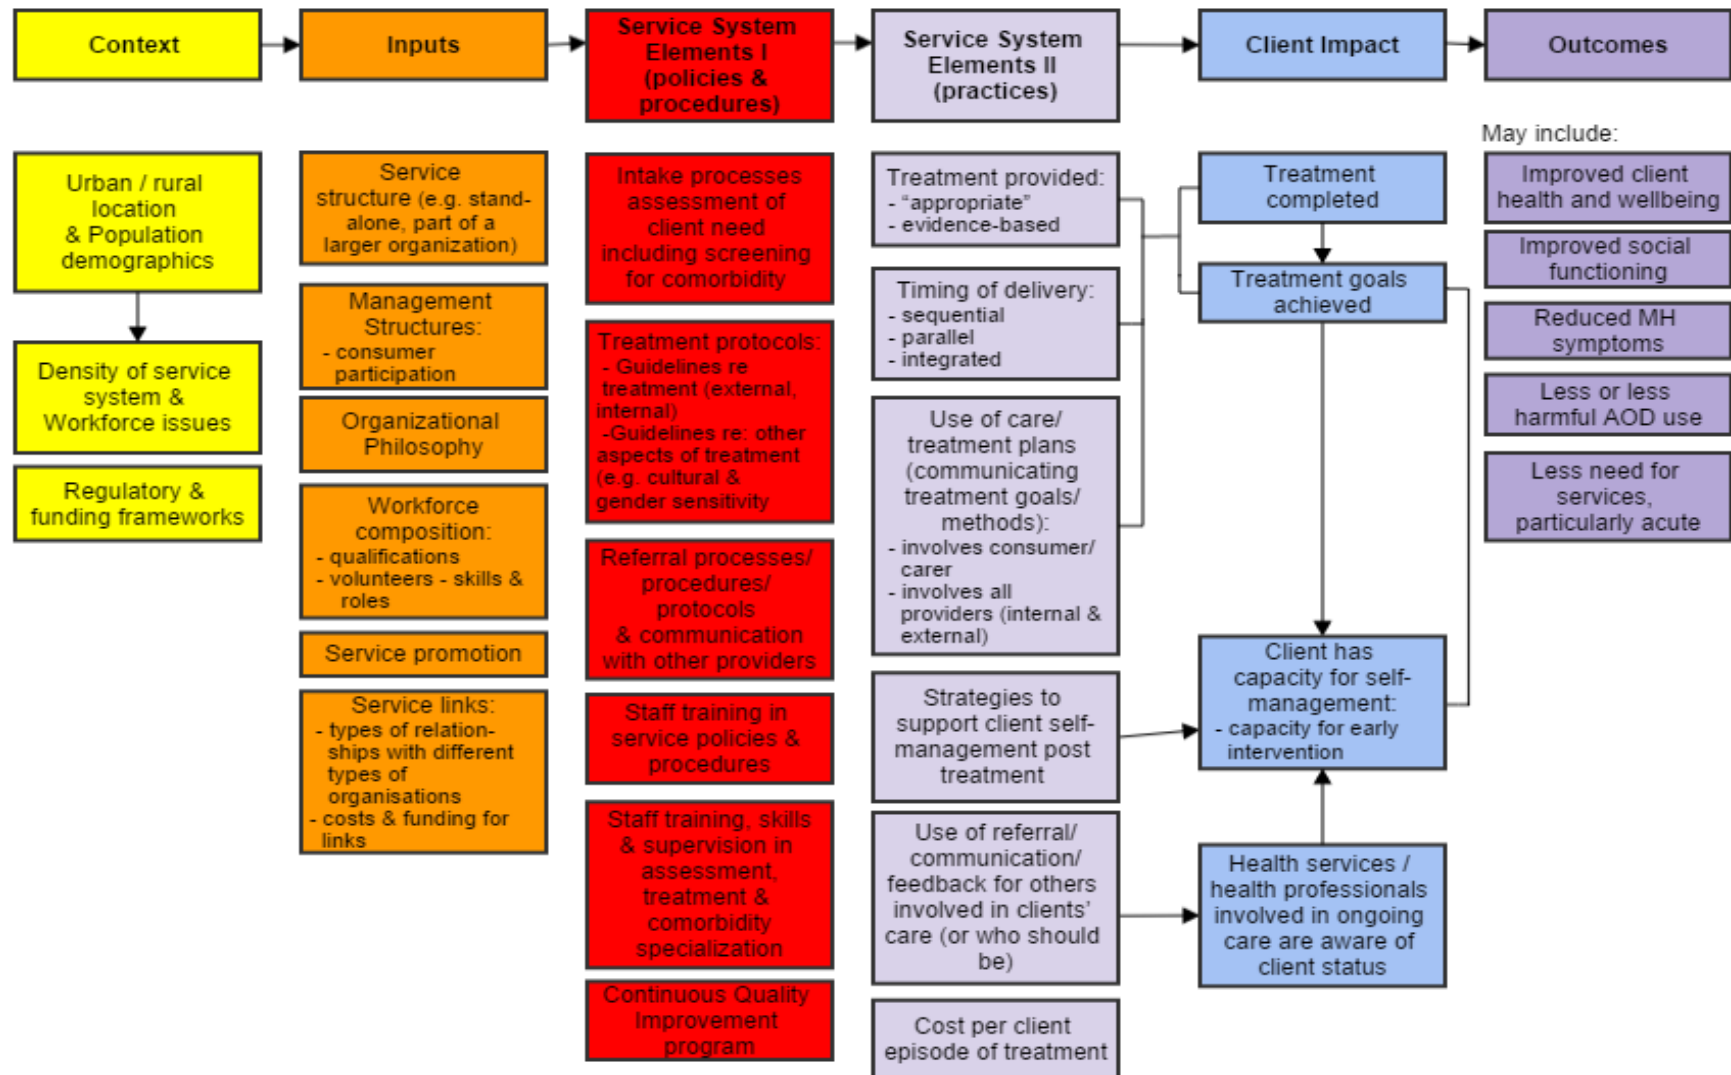 Context
Inputs
Service System
Elements I
(policies &
procedures)
Service System
Elements II
(practices)
Client Impact
Outcomes
Urban / rural
location
& Population
demographics
Density of service
system &
Workforce issues
Regulatory &
funding frameworks
Service
structure (e.g. stand-
alone, part of a
larger organization)
Management
Structures:
- consumer
participation
Organizational
Philosophy
Workforce
composition:
- qualifications
- volunteers - skills &
roles
Service promotion
Service links:
- types of relation-
ships with different
types of
organisations
- costs & funding for
links
Intake processes
assessment of
client need
including screening
for comorbidity
Treatment protocols:
- Guidelines re
treatment (external,
internal)
-Guidelines re: other
aspects of treatment
(e.g. cultural &
gender sensitivity
Referral processes/
procedures/
protocols
& communication
with other providers
Staff training in
service policies &
procedures
Staff training, skills
& supervision in
assessment,
treatment &
comorbidity
specialization
Continuous Quality
Improvement
program
Treatment provided:
- “appropriate”
- evidence-based
Timing of delivery:
- sequential
- parallel
- integrated
Use of care/
treatment plans
(communicating
treatment goals/
methods):
- involves consumer/
carer
- involves all
providers (internal &
external)
Strategies to
support client self-
management post
treatment
Use of referral/
communication/
feedback for others
involved in clients’
care (or who should
be)
Cost per client
episode of treatment
Treatment
completed
Treatment goals
achieved
Client has
capacity for self-
management:
- capacity for early
intervention
Health services /
health professionals
involved in ongoing
care are aware of
client status
May include:
Improved client
health and wellbeing
Improved social
functioning
Reduced MH
symptoms
Less or less
harmful AOD use
Less need for
services,
particularly acute